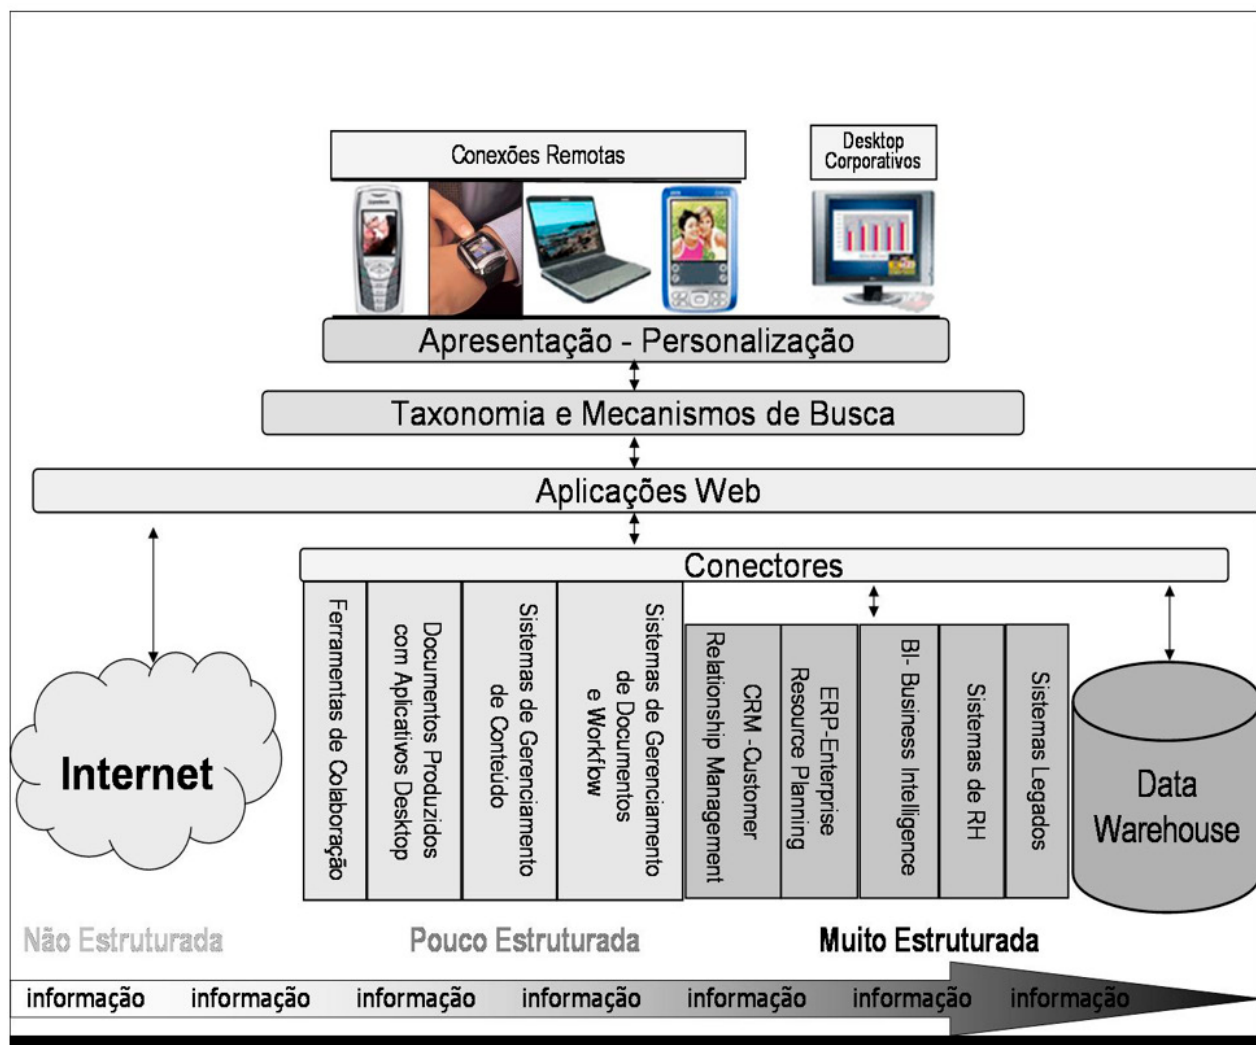 Conexões Remotas
Desktop
Corporativos
Apresentação - Personalização
Taxonomia e Mecanismos de Busca
Aplicações Web
Conectores
Internet
Ferramentas de Colaboração
Documentos Produzidos
com Aplicativos Desktop
Sistemas de Gerenciamento
de Conteúdo
Sistemas de Gerenciamento
de Documentos
e Workflow
CRM -Customer
Relationship Management
ERP-Enterprise
Resource Planning
BI- Business Intelligence
Sistemas de RH
Sistemas Legados
Data
Warehouse
Não Estruturada
Pouco Estruturada
Muito Estruturada
informação informação informação informação informação informação informação